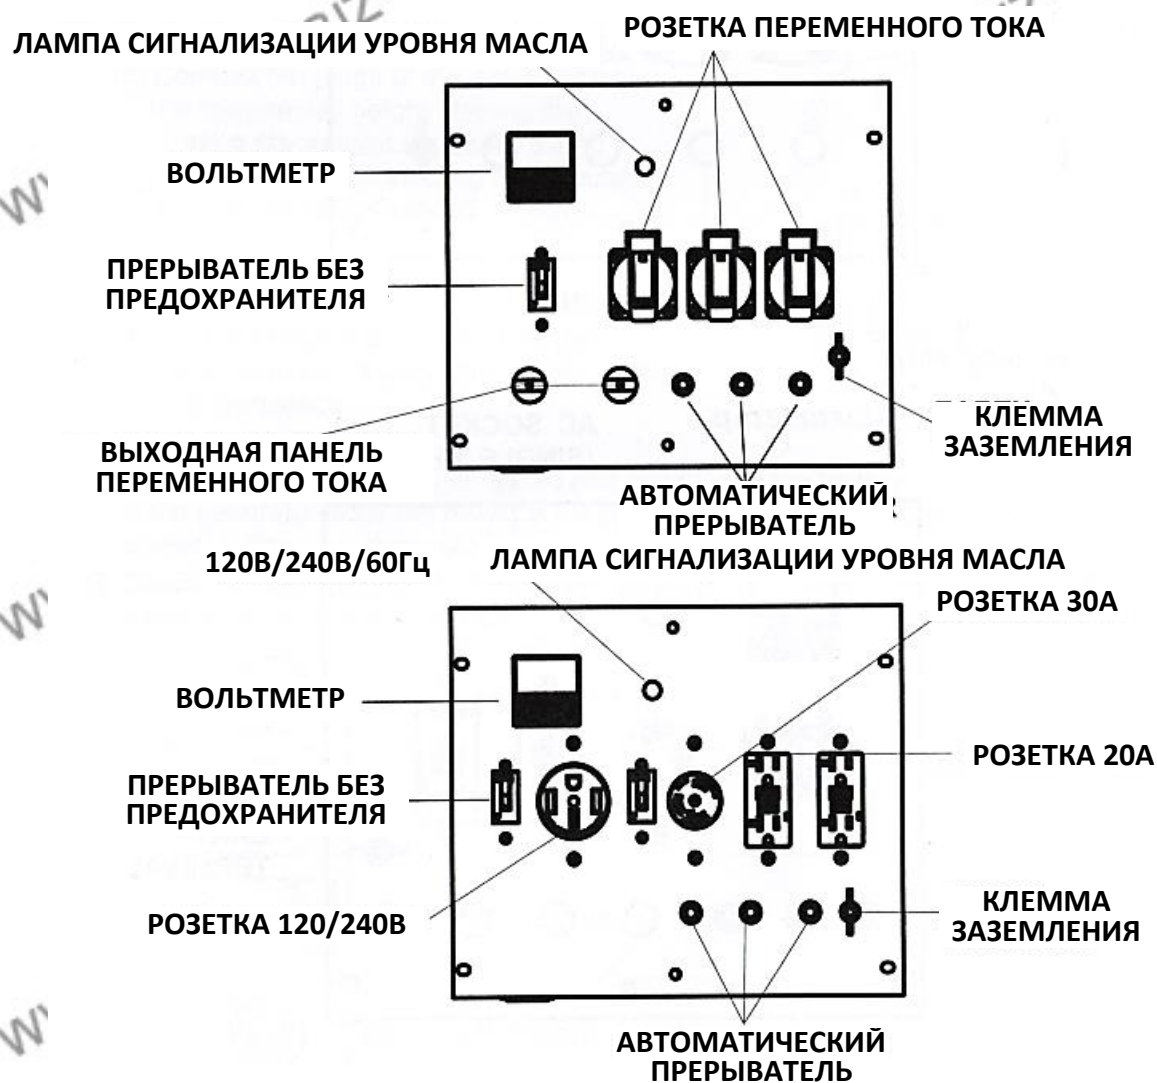 ЛАМПА СИГНАЛИЗАЦИИ УРОВНЯ МАСЛА
РОЗЕТКА ПЕРЕМЕННОГО ТОКА
ВОЛЬТМЕТР
ПРЕРЫВАТЕЛЬ БЕЗ
ПРЕДОХРАНИТЕЛЯ
КЛЕММА
ЗАЗЕМЛЕНИЯ
ВЫХОДНАЯ ПАНЕЛЬ
ПЕРЕМЕННОГО ТОКА
АВТОМАТИЧЕСКИЙ
ПРЕРЫВАТЕЛЬ
120В/240В/60Гц
ЛАМПА СИГНАЛИЗАЦИИ УРОВНЯ МАСЛА
РОЗЕТКА 30А
ВОЛЬТМЕТР
РОЗЕТКА 20А
ПРЕРЫВАТЕЛЬ БЕЗ
ПРЕДОХРАНИТЕЛЯ
РОЗЕТКА 120/240В
КЛЕММА
ЗАЗЕМЛЕНИЯ
АВТОМАТИЧЕСКИЙ
ПРЕРЫВАТЕЛЬ